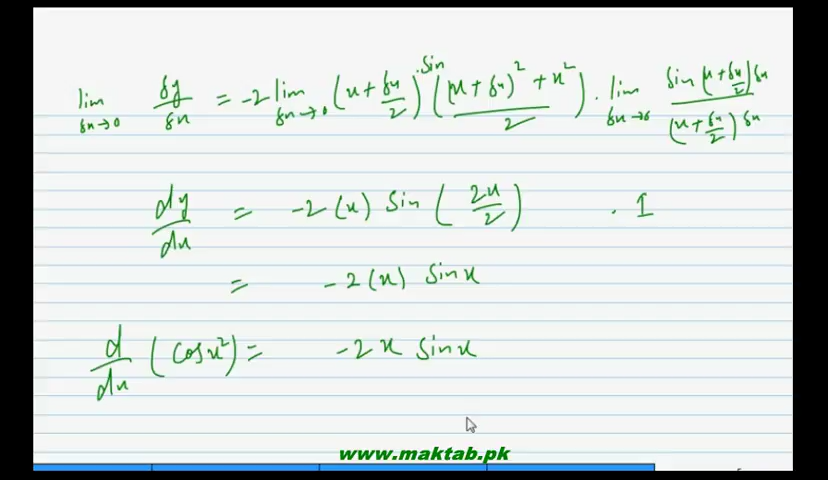 lim δx→0 δy/δx = -2 lim δx→0 (x + δx/2) sin ((x + δx)² + x²)/2) . lim δx→0 sin (x + δx/2) δx / (x + δx/2) δx
dy/dx = -2 (x) Sin (2x/2) . 1
= -2 (x) Sin x
d/dx (Cos x²) = -2 x Sin x
www.maktab.pk